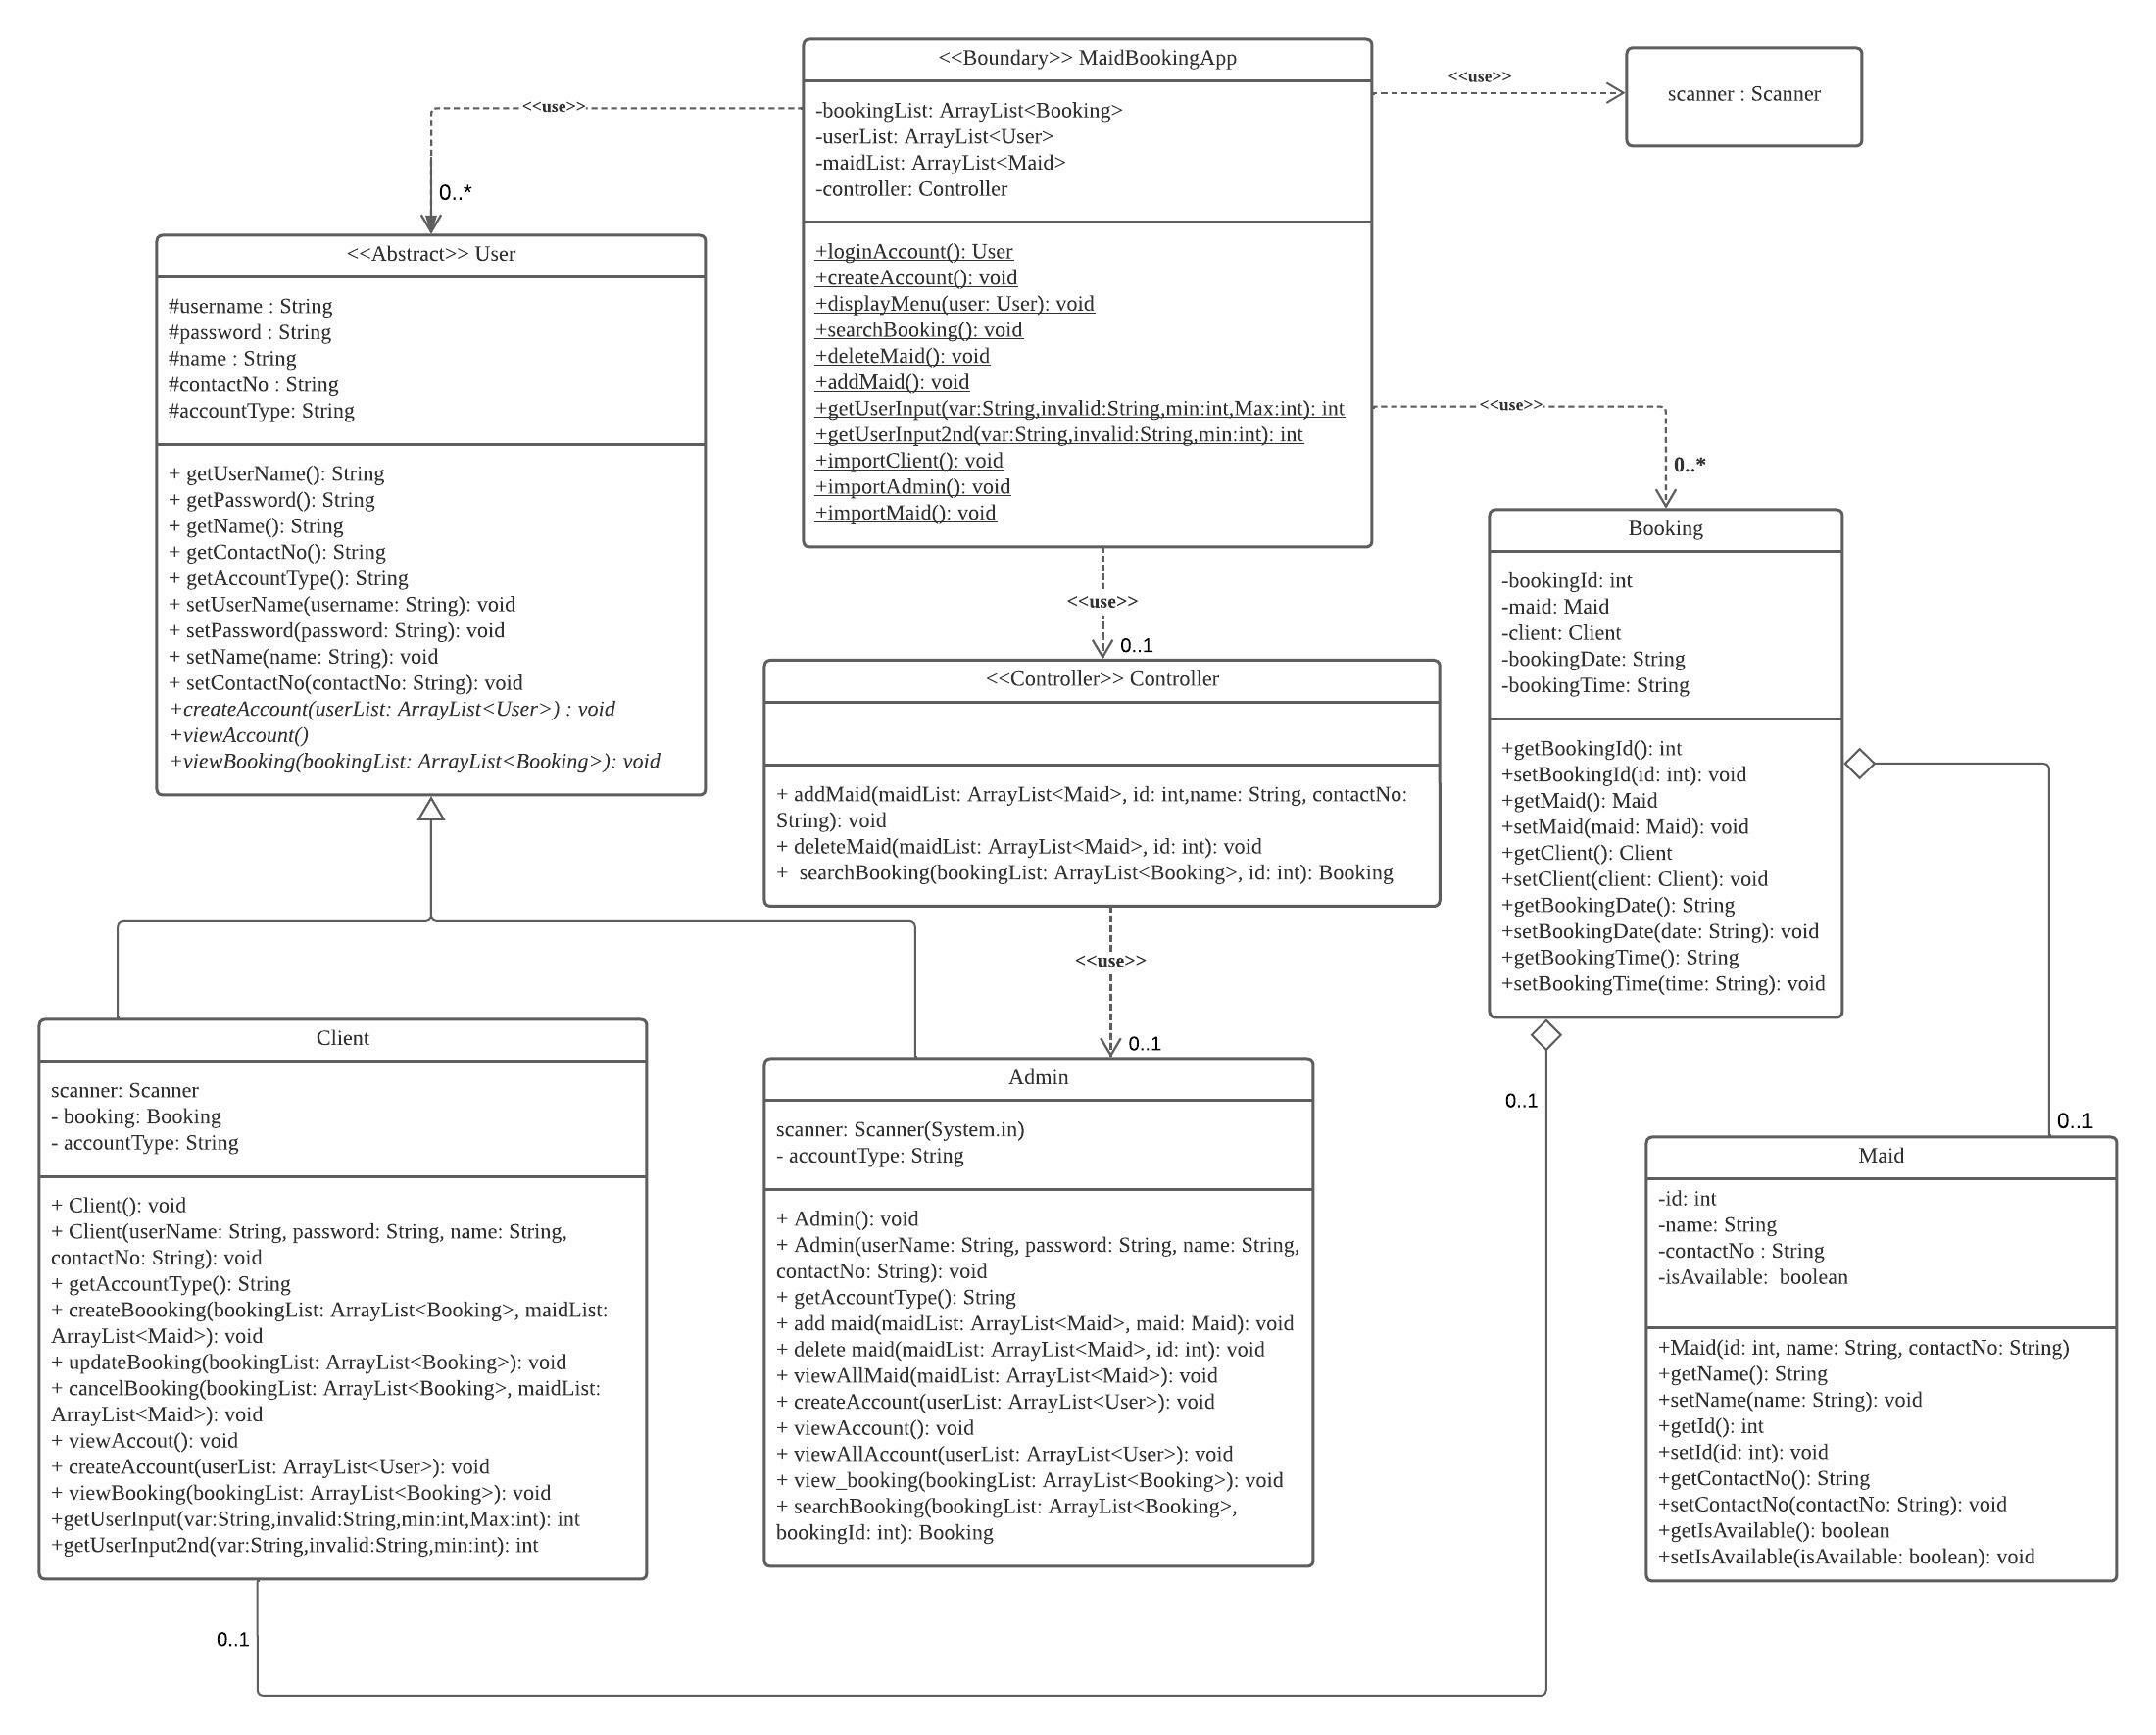 <<Boundary>> MaidBookingApp
-bookingList: ArrayList<Booking>
-userList: ArrayList<User>
-maidList: ArrayList<Maid>
-controller: Controller
+loginAccount(): User
+createAccount(): void
+displayMenu(user: User): void
+searchBooking(): void
+deleteMaid(): void
+addMaid(): void
+getUserInput(var:String,invalid:String,min:int,Max:int): int
+getUserInput2nd(var:String,invalid:String,min:int): int
+importClient(): void
+importAdmin(): void
+importMaid(): void
<<use>>
scanner : Scanner
<<use>>
0..*
<<Abstract>> User
#username : String
#password : String
#name : String
#contactNo : String
#accountType: String
+ getUserName(): String
+ getPassword(): String
+ getName(): String
+ getContactNo(): String
+ getAccountType(): String
+ setUserName(username: String): void
+ setPassword(password: String): void
+ setName(name: String): void
+ setContactNo(contactNo: String): void
+createAccount(userList: ArrayList<User>) : void
+viewAccount()
+viewBooking(bookingList: ArrayList<Booking>): void
<<use>>
0..*
Booking
-bookingId: int
-maid: Maid
-client: Client
-bookingDate: String
-bookingTime: String
+getBookingId(): int
+setBookingId(id: int): void
+getMaid(): Maid
+setMaid(maid: Maid): void
+getClient(): Client
+setClient(client: Client): void
+getBookingDate(): String
+setBookingDate(date: String): void
+getBookingTime(): String
+setBookingTime(time: String): void
<<use>>
0..1
<<Controller>> Controller
+ addMaid(maidList: ArrayList<Maid>, id: int,name: String, contactNo:
String): void
+ deleteMaid(maidList: ArrayList<Maid>, id: int): void
+  searchBooking(bookingList: ArrayList<Booking>, id: int): Booking
<<use>>
0..1
Client
scanner: Scanner
- booking: Booking
- accountType: String
+ Client(): void
+ Client(userName: String, password: String, name: String,
contactNo: String): void
+ getAccountType(): String
+ createBoooking(bookingList: ArrayList<Booking>, maidList:
ArrayList<Maid>): void
+ updateBooking(bookingList: ArrayList<Booking>): void
+ cancelBooking(bookingList: ArrayList<Booking>, maidList:
ArrayList<Maid>): void
+ viewAccout(): void
+ createAccount(userList: ArrayList<User>): void
+ viewBooking(bookingList: ArrayList<Booking>): void
+getUserInput(var:String,invalid:String,min:int,Max:int): int
+getUserInput2nd(var:String,invalid:String,min:int): int
0..1
Admin
scanner: Scanner(System.in)
- accountType: String
+ Admin(): void
+ Admin(userName: String, password: String, name: String,
contactNo: String): void
+ getAccountType(): String
+ add maid(maidList: ArrayList<Maid>, maid: Maid): void
+ delete maid(maidList: ArrayList<Maid>, id: int): void
+ viewAllMaid(maidList: ArrayList<Maid>): void
+ createAccount(userList: ArrayList<User>): void
+ viewAccount(): void
+ viewAllAccount(userList: ArrayList<User>): void
+ view_booking(bookingList: ArrayList<Booking>): void
+ searchBooking(bookingList: ArrayList<Booking>,
bookingId: int): Booking
0..1
0..1
Maid
-id: int
-name: String
-contactNo : String
-isAvailable:  boolean
+Maid(id: int, name: String, contactNo: String)
+getName(): String
+setName(name: String): void
+getId(): int
+setId(id: int): void
+getContactNo(): String
+setContactNo(contactNo: String): void
+getIsAvailable(): boolean
+setIsAvailable(isAvailable: boolean): void